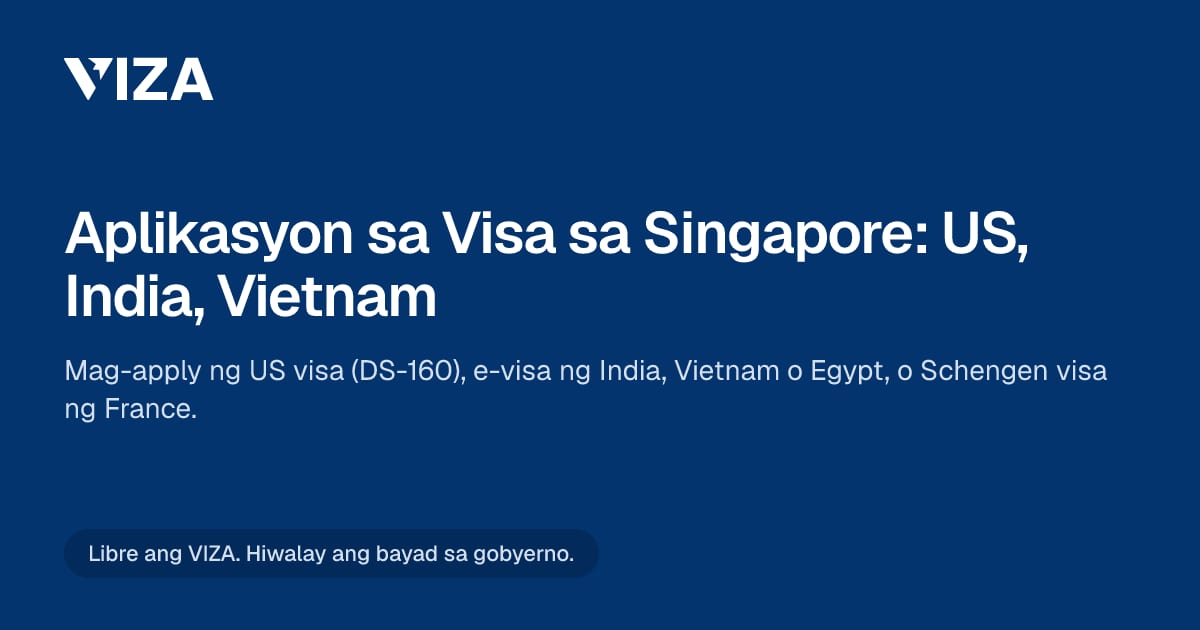 VIZA
Aplikasyon sa Visa sa Singapore: US,
India, Vietnam
Mag-apply ng US visa (DS-160), e-visa ng India, Vietnam o Egypt, o Schengen visa
ng France.
Libre ang VIZA. Hiwalay ang bayad sa gobyerno.